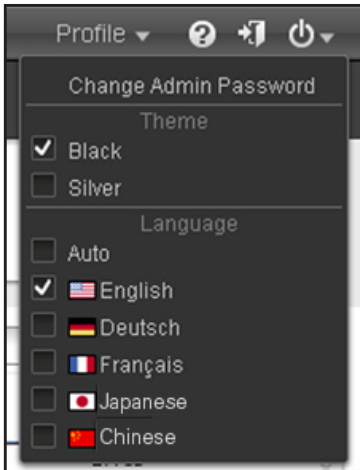 Profile
Change Admin Password
Theme
Black
Silver
Language
Auto
English
Deutsch
Français
Japanese
Chinese